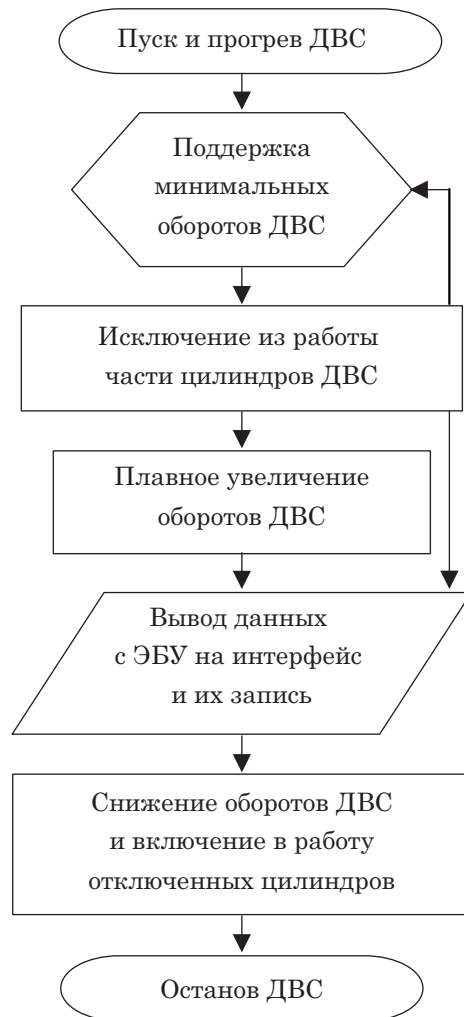 Пуск и прогрев ДВС
Поддержка
минимальных
оборотов ДВС
Исключение из работы
части цилиндров ДВС
Плавное увеличение
оборотов ДВС
Вывод данных
с ЭБУ на интерфейс
и их запись
Снижение оборотов ДВС
и включение в работу
отключенных цилиндров
Останов ДВС